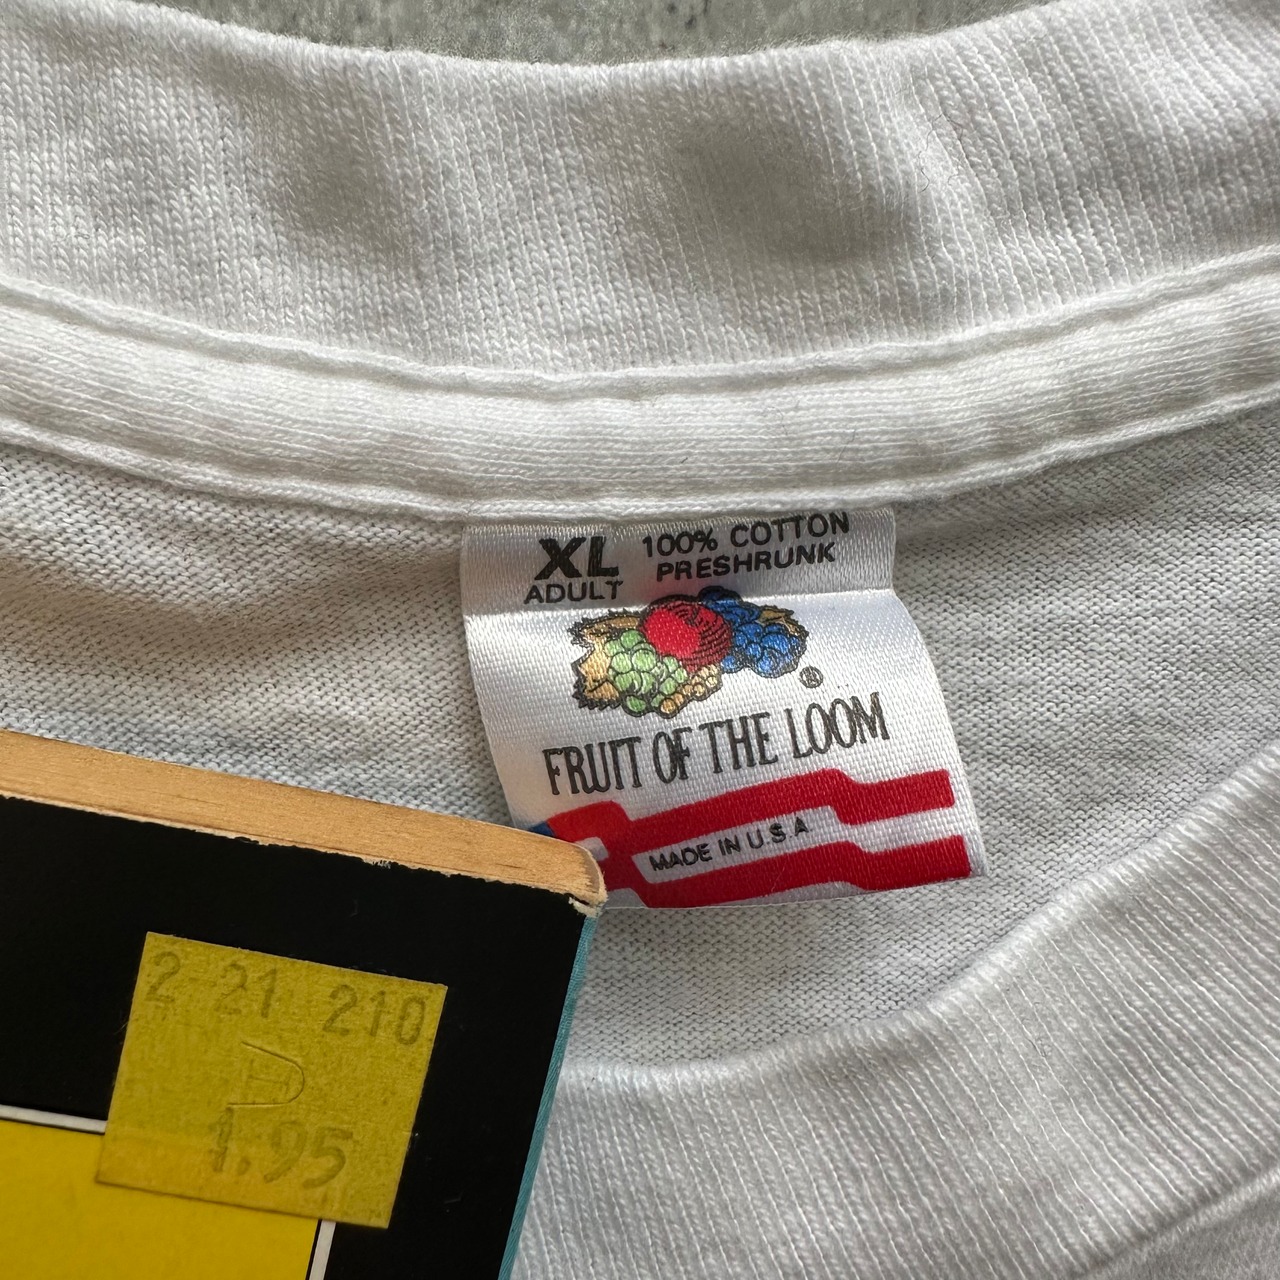 XL
ADULT
100% COTTON
PRESHRUNK
®
FRUIT OF THE LOOM
MADE IN U.S.A.
2 21 210
A
1.95